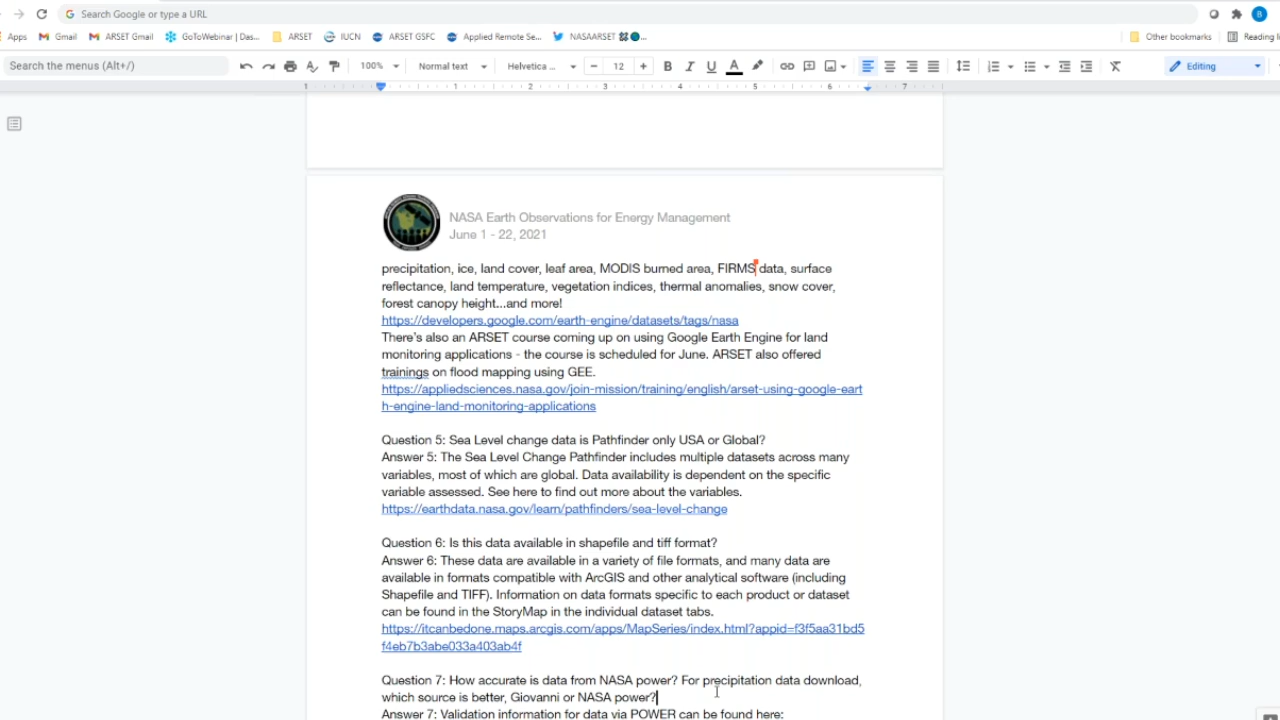 Search Google or type a URL
Apps Gmail ARSET Gmail GoToWebinar | Das... ARSET IUCN ARSET GSFC Applied Remote Se... NASAARSET Other bookmarks Reading li
Search the menus (Alt+/) 100% Normal text Helvetica ... 12 Editing
1 1 2 3 4 5 6 7
NASA Earth Observations for Energy Management
June 1 - 22, 2021
precipitation, ice, land cover, leaf area, MODIS burned area, FIRMS data, surface
reflectance, land temperature, vegetation indices, thermal anomalies, snow cover,
forest canopy height...and more!
https://developers.google.com/earth-engine/datasets/tags/nasa
There's also an ARSET course coming up on using Google Earth Engine for land
monitoring applications - the course is scheduled for June. ARSET also offered
trainings on flood mapping using GEE.
https://appliedsciences.nasa.gov/join-mission/training/english/arset-using-google-eart
h-engine-land-monitoring-applications
Question 5: Sea Level change data is Pathfinder only USA or Global?
Answer 5: The Sea Level Change Pathfinder includes multiple datasets across many
variables, most of which are global. Data availability is dependent on the specific
variable assessed. See here to find out more about the variables.
https://earthdata.nasa.gov/learn/pathfinders/sea-level-change
Question 6: Is this data available in shapefile and tiff format?
Answer 6: These data are available in a variety of file formats, and many data are
available in formats compatible with ArcGIS and other analytical software (including
Shapefile and TIFF). Information on data formats specific to each product or dataset
can be found in the StoryMap in the individual dataset tabs.
https://itcanbedone.maps.arcgis.com/apps/MapSeries/index.html?appid=f3f5aa31bd5
f4eb7b3abe033a403ab4f
Question 7: How accurate is data from NASA power? For precipitation data download,
which source is better, Giovanni or NASA power?
Answer 7: Validation information for data via POWER can be found here: